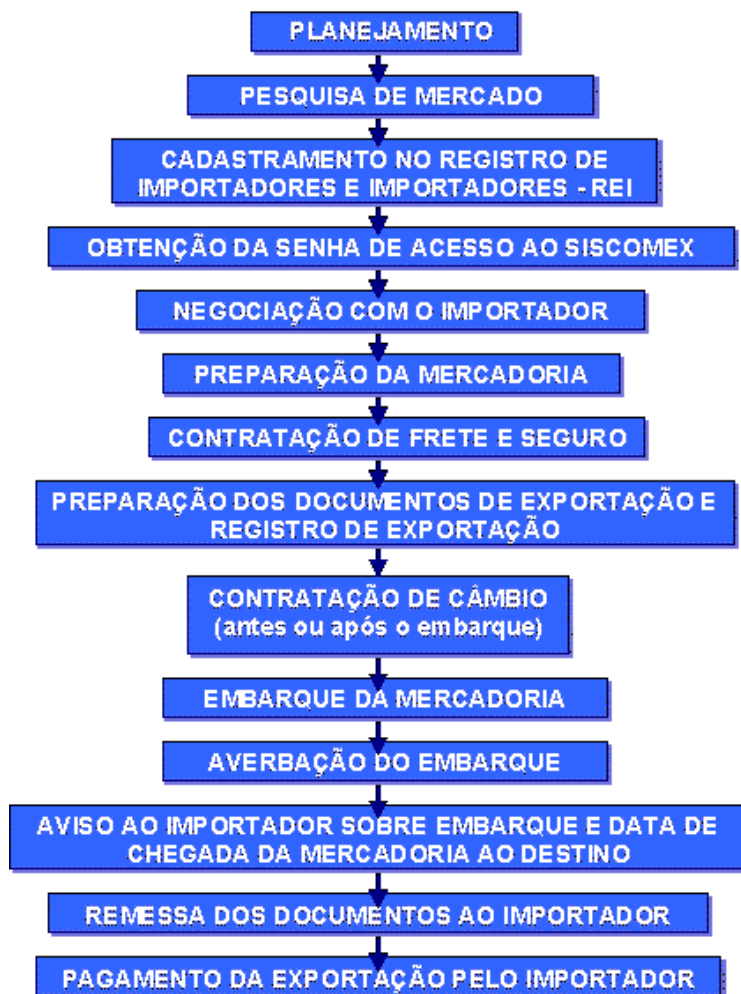 PLANEJAMENTO
PESQUISA DE MERCADO
CADASTRAMENTO NO REGISTRO DE
IMPORTADORES E IMPORTADORES - REI
OBTENÇÃO DA SENHA DE ACESSO AO SISCOMEX
NEGOCIAÇÃO COM O IMPORTADOR
PREPARAÇÃO DA MERCADORIA
CONTRATAÇÃO DE FRETE E SEGURO
PREPARAÇÃO DOS DOCUMENTOS DE EXPORTAÇÃO E
REGISTRO DE EXPORTAÇÃO
CONTRATAÇÃO DE CÂMBIO
(antes ou após o embarque)
EMBARQUE DA MERCADORIA
AVERBAÇÃO DO EMBARQUE
AVISO AO IMPORTADOR SOBRE EMBARQUE E DATA DE
CHEGADA DA MERCADORIA AO DESTINO
REMESSA DOS DOCUMENTOS AO IMPORTADOR
PAGAMENTO DA EXPORTAÇÃO PELO IMPORTADOR